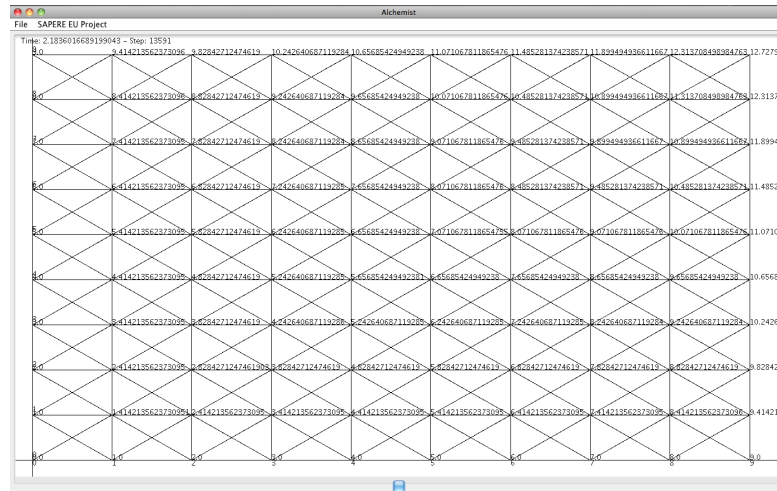 Alchemist
File SAPERE EU Project
Time: 2.1836016689199043 – Step: 13591
9.0 9.414213562373096 9.82842712474619 10.242640687119284 10.65685424949238 11.071067811865476 11.485281374238571 11.899494936611667 12.313708498984763 12.7279
8.0 8.414213562373096 8.82842712474619 9.242640687119284 9.65685424949238 10.071067811865476 10.485281374238571 10.899494936611667 11.313708498984763 12.3137
7.0 7.414213562373096 7.82842712474619 8.242640687119284 8.65685424949238 9.071067811865476 9.485281374238571 9.899494936611667 10.899494936611667 11.8994
6.0 6.414213562373095 6.82842712474619 7.242640687119285 7.65685424949238 8.071067811865476 8.485281374238571 9.485281374238571 10.485281374238571 11.4852
5.0 5.414213562373095 5.82842712474619 6.242640687119285 6.65685424949238 7.0710678118654755 8.071067811865476 9.071067811865476 10.071067811865476 11.0710
4.0 4.414213562373095 4.82842712474619 5.242640687119285 5.656854249492381 6.65685424949238 7.65685424949238 8.65685424949238 9.65685424949238 10.6568
3.0 3.414213562373095 3.82842712474619 4.242640687119286 5.242640687119285 6.242640687119285 7.242640687119285 8.242640687119284 9.242640687119284 10.2426
2.0 2.414213562373095 2.8284271247461903 3.82842712474619 4.82842712474619 5.82842712474619 6.82842712474619 7.82842712474619 8.82842712474619 9.82842
1.0 1.4142135623730951 2.414213562373095 3.414213562373095 4.414213562373095 5.414213562373095 6.414213562373095 7.414213562373095 8.414213562373096 9.41421
0.0 1.0 2.0 3.0 4.0 5.0 6.0 7.0 8.0 9.0
0 1 2 3 4 5 6 7 8 9